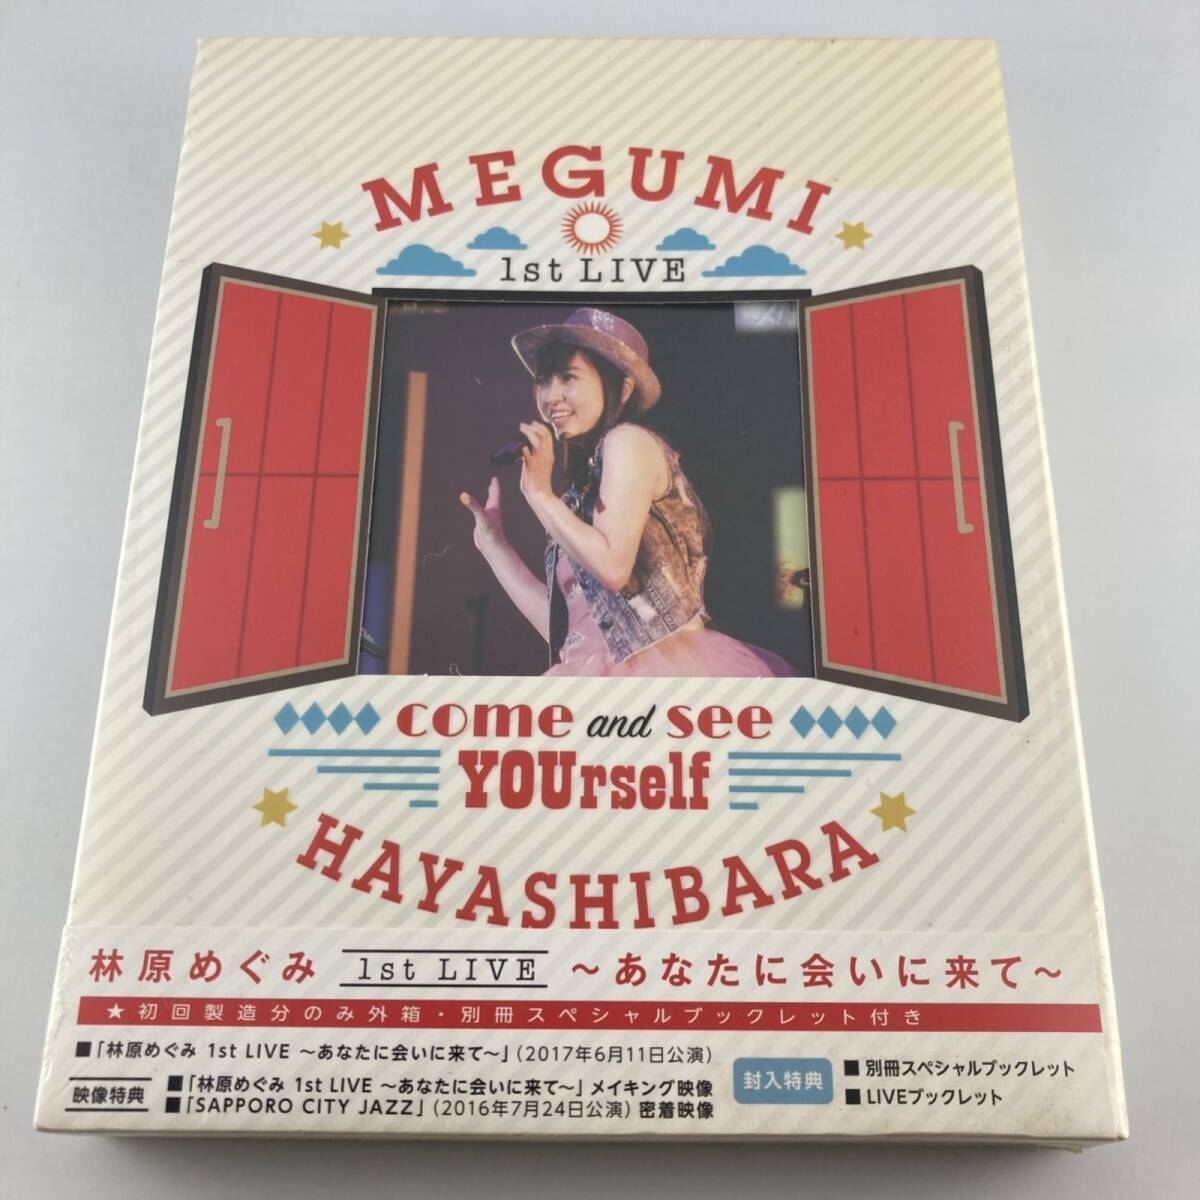 MEGUMI
1st LIVE
come and see
YOUrself
HAYASHIBARA
林原めぐみ 1st LIVE ～あなたに会いに来て～
★初回製造分のみ外箱・別冊スペシャルブックレット付き
■「林原めぐみ 1st LIVE ～あなたに会いに来て～」(2017年6月11日公演)
映像特典
■「林原めぐみ 1st LIVE ～あなたに会いに来て～」メイキング映像
■「SAPPORO CITY JAZZ」(2016年7月24日公演) 密着映像
封入特典
■ 別冊スペシャルブックレット
■ LIVEブックレット